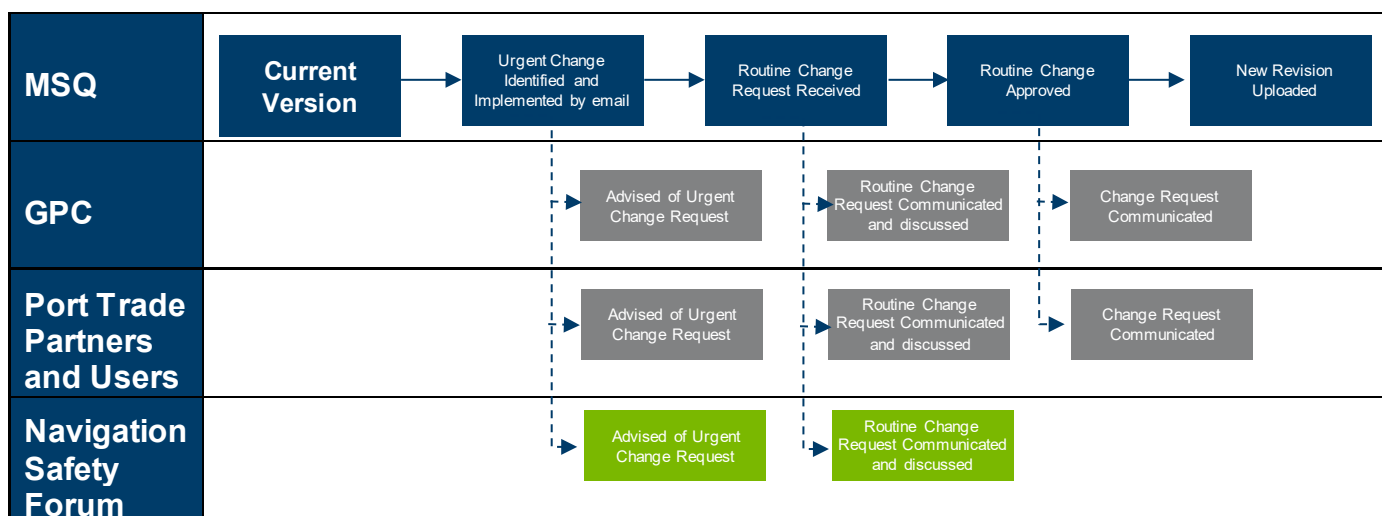 MSQ
Current
Version
Urgent Change
Identified and
Implemented by email
Routine Change
Request Received
Routine Change
Approved
New Revision
Uploaded
GPC
Advised of Urgent
Change Request
Routine Change
Request Communicated
and discussed
Change Request
Communicated
Port Trade
Partners
and Users
Advised of Urgent
Change Request
Routine Change
Request Communicated
and discussed
Change Request
Communicated
Navigation
Safety
Forum
Advised of Urgent
Change Request
Routine Change
Request Communicated
and discussed